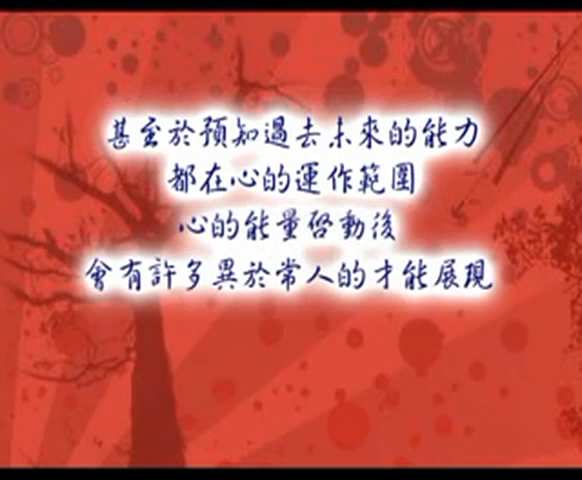 甚至於預知過去未來的能力
都在心的運作範圍
心的能量啓動後
會有許多異於常人的才能展現